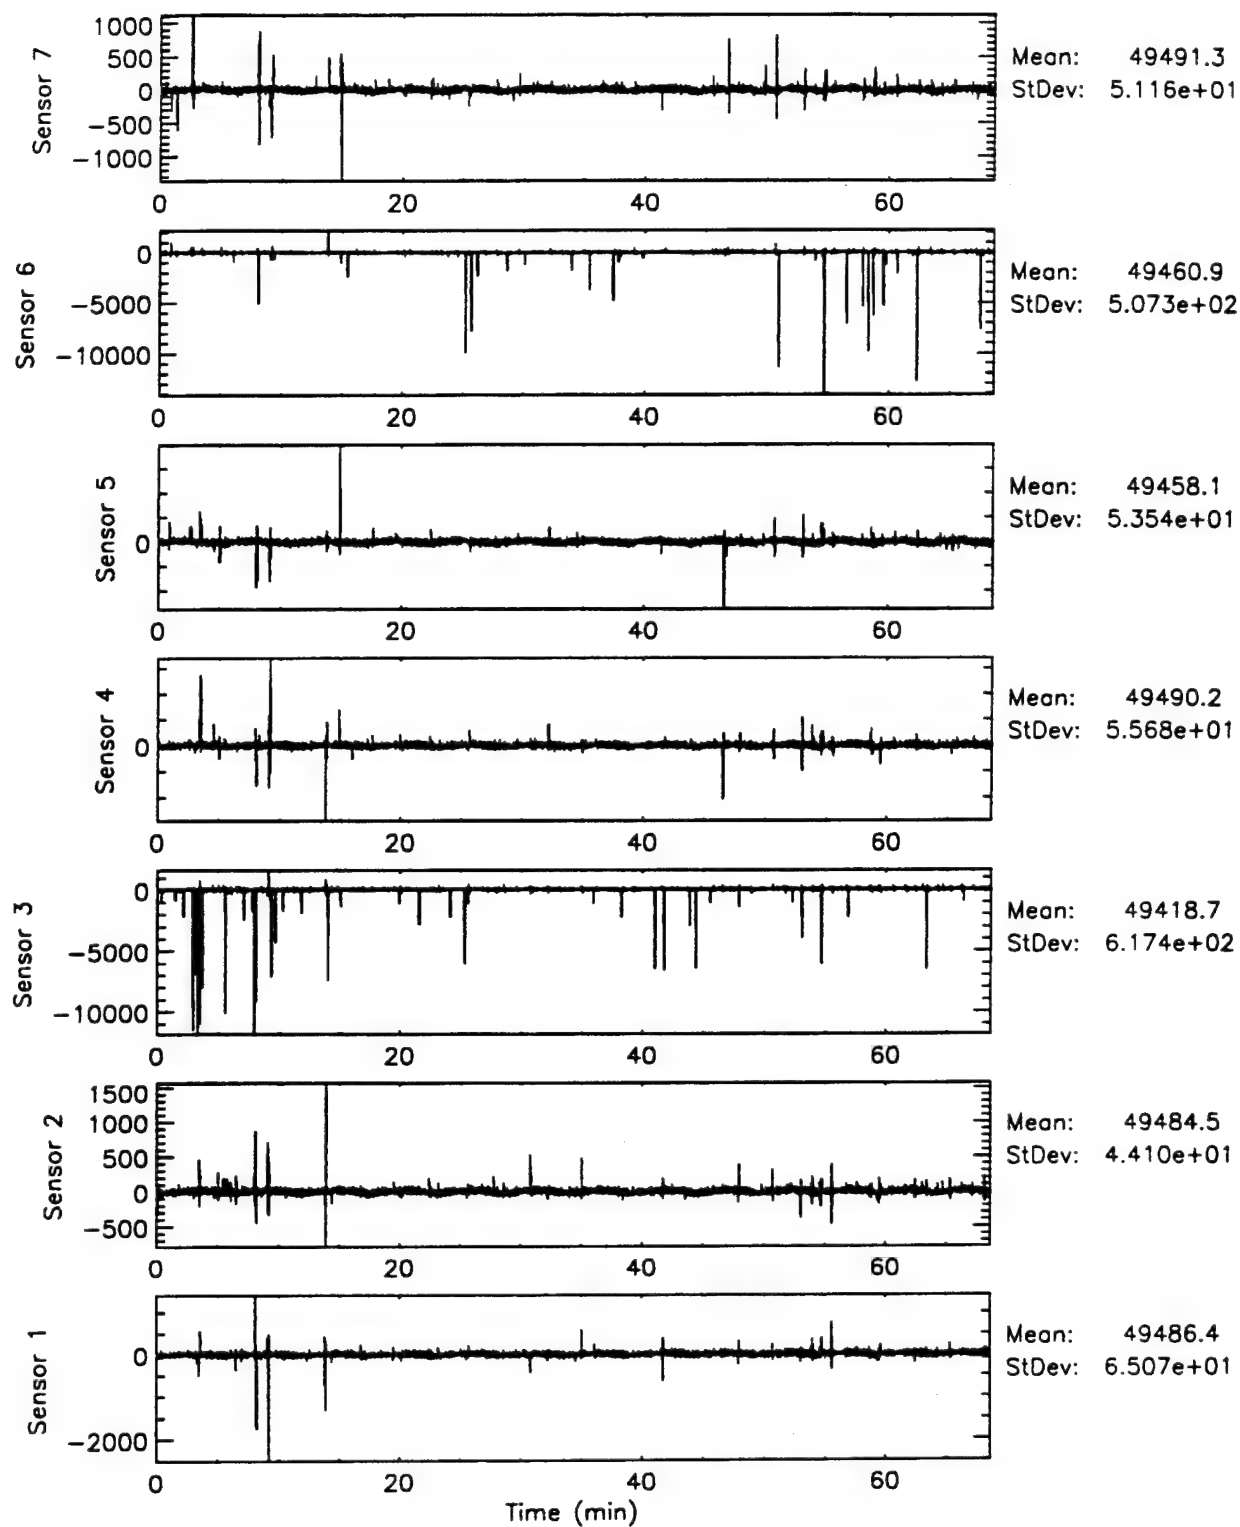 Sensor 7
1000
500
0
−500
−1000
0 20 40 60
Mean: 49491.3
StDev: 5.116e+01
Sensor 6
0
−5000
−10000
0 20 40 60
Mean: 49460.9
StDev: 5.073e+02
Sensor 5
0
0 20 40 60
Mean: 49458.1
StDev: 5.354e+01
Sensor 4
0
0 20 40 60
Mean: 49490.2
StDev: 5.568e+01
Sensor 3
0
−5000
−10000
0 20 40 60
Mean: 49418.7
StDev: 6.174e+02
Sensor 2
1500
1000
500
0
−500
0 20 40 60
Mean: 49484.5
StDev: 4.410e+01
Sensor 1
0
−2000
0 20 40 60
Mean: 49486.4
StDev: 6.507e+01
Time (min)